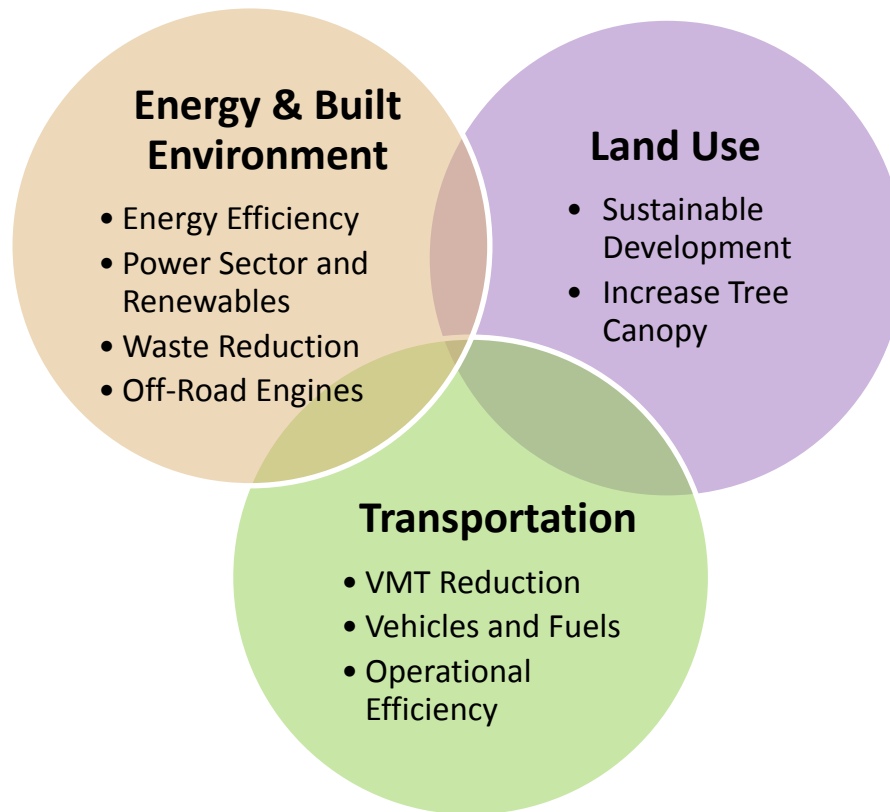 Energy & Built
Environment
• Energy Efficiency
• Power Sector and
Renewables
• Waste Reduction
• Off-Road Engines
Land Use
• Sustainable
Development
• Increase Tree
Canopy
Transportation
• VMT Reduction
• Vehicles and Fuels
• Operational
Efficiency